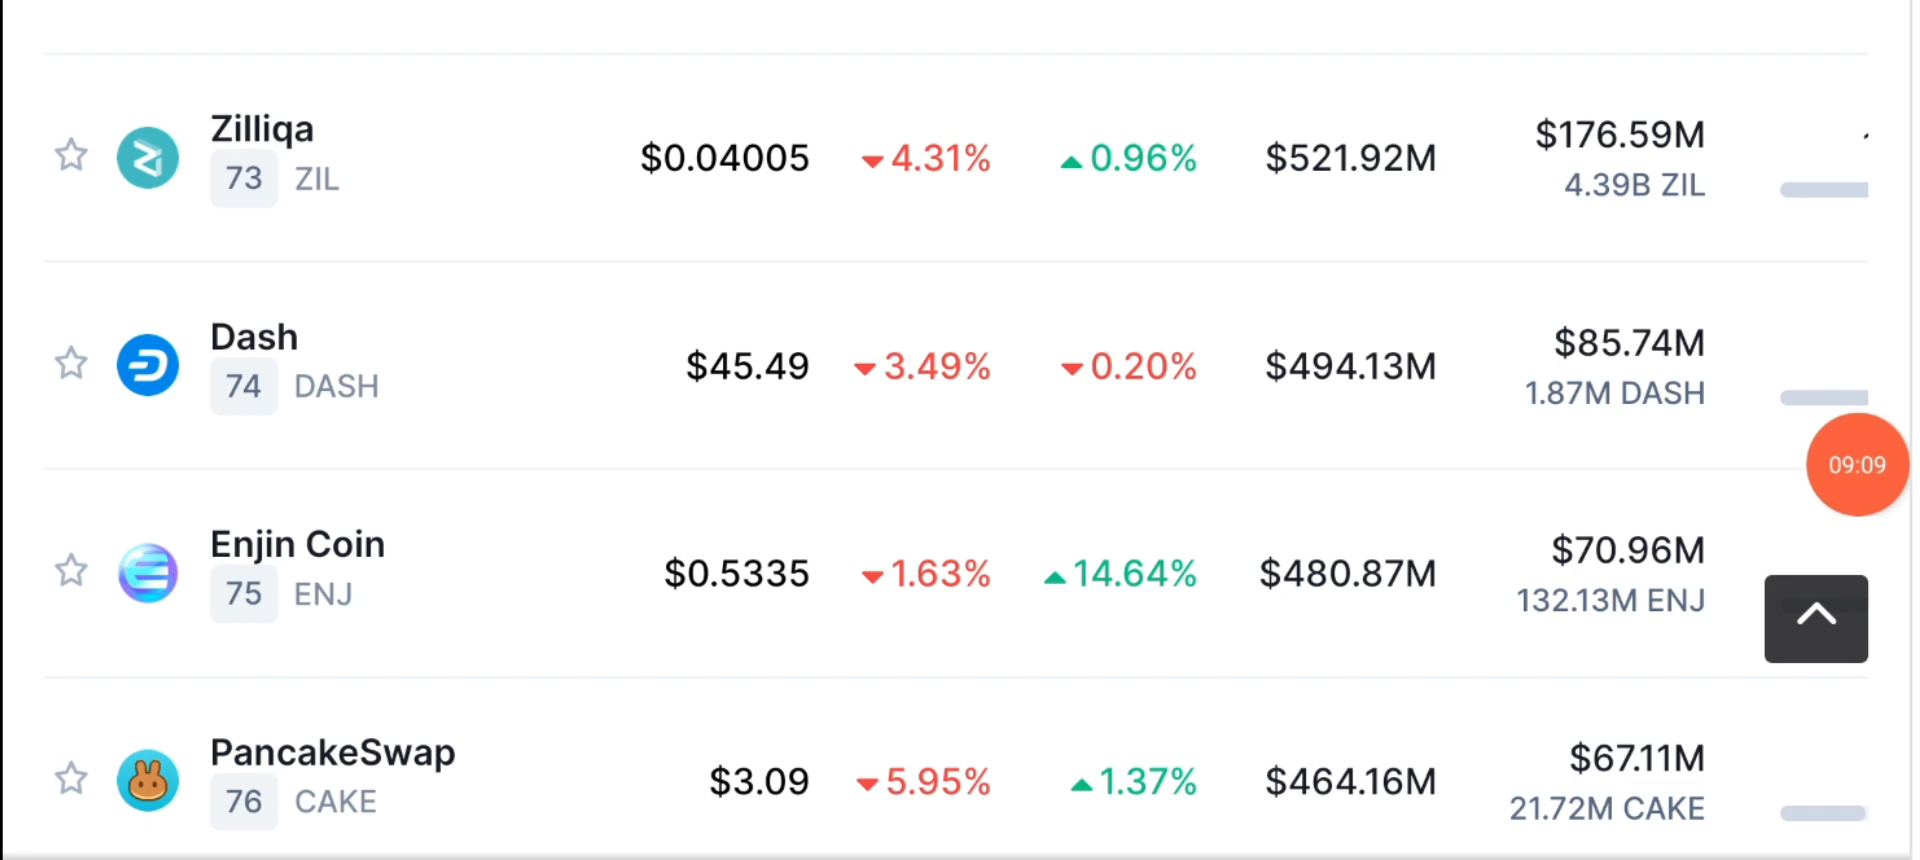 Zilliqa
73 ZIL
$0.04005 4.31% 0.96% $521.92M
$176.59M
4.39B ZIL
Dash
74 DASH
$45.49 3.49% 0.20% $494.13M
$85.74M
1.87M DASH
09:09
Enjin Coin
75 ENJ
$0.5335 1.63% 14.64% $480.87M
$70.96M
132.13M ENJ
PancakeSwap
76 CAKE
$3.09 5.95% 1.37% $464.16M
$67.11M
21.72M CAKE